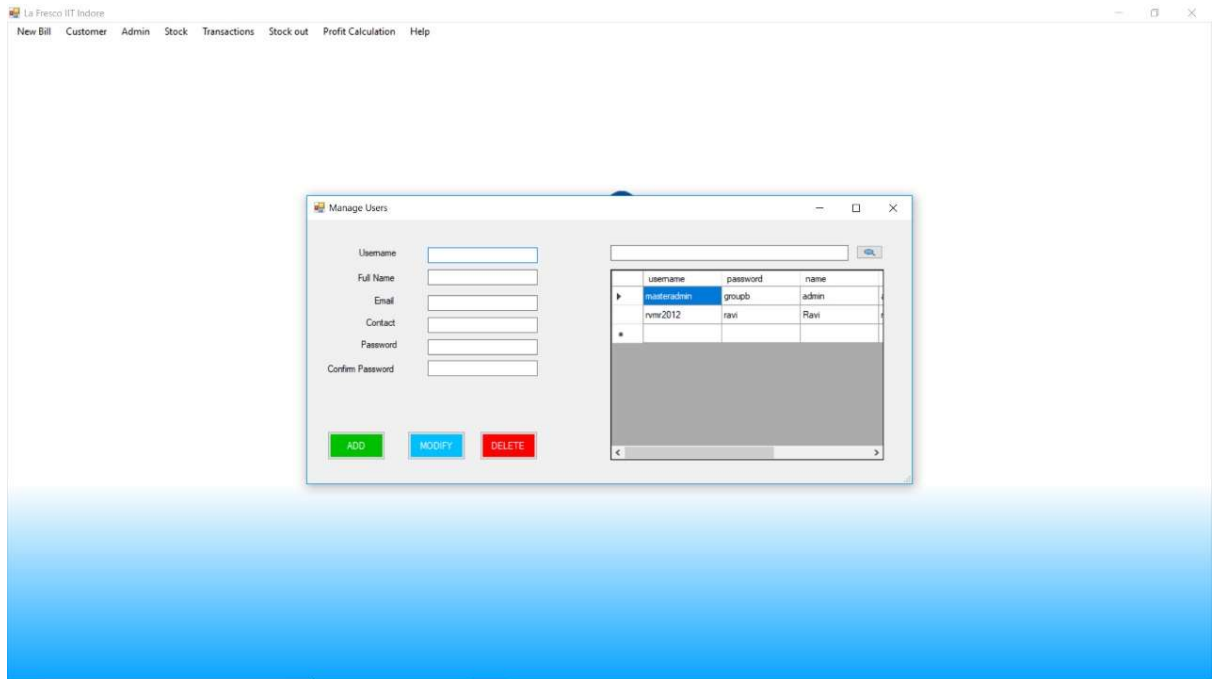 La Fresco IIT Indore
New Bill Customer Admin Stock Transactions Stock out Profit Calculation Help
Manage Users
Username
Full Name
Email
Contact
Password
Confirm Password
ADD MODIFY DELETE
username password name
masteradmin groupb admin
rvmr2012 ravi Ravi